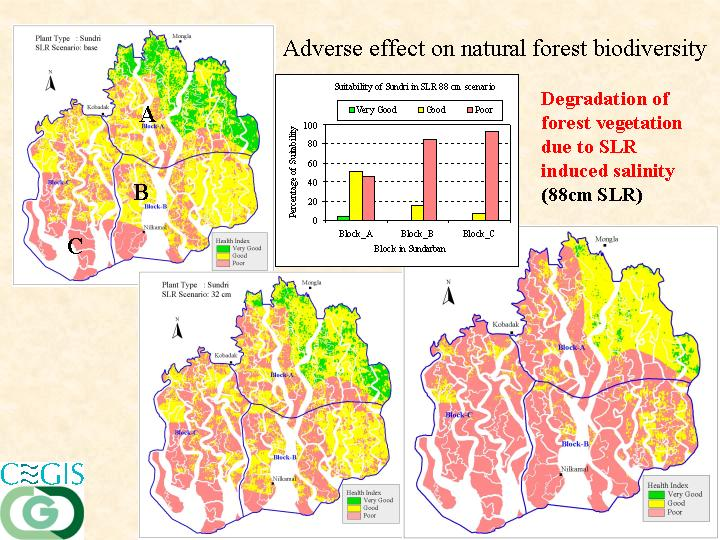 Adverse effect on natural forest biodiversity
Plant Type : Sundri
SLR Scenario: base
Mongla
N
Kobadak
A
Block-A
B
Block-C
Block-B
Nilkamal
C
Health Index
Very Good
Good
Poor
Suitability of Sundri in SLR 88 cm scenario
Very Good
Good
Poor
Percentage of Suitability
100
80
60
40
20
0
Block_A
Block_B
Block_C
Block in Sundarban
Degradation of
forest vegetation
due to SLR
induced salinity
(88cm SLR)
Plant Type : Sundri
SLR Scenario: 32 cm
Mongla
N
Kobadak
Block-A
Block-C
Block-B
Nilkamal
Health Index
Very Good
Good
Poor
Mongla
N
Kobadak
Block-A
Block-C
Block-B
Nilkamal
Health Index
Very Good
Good
Poor
CEGIS